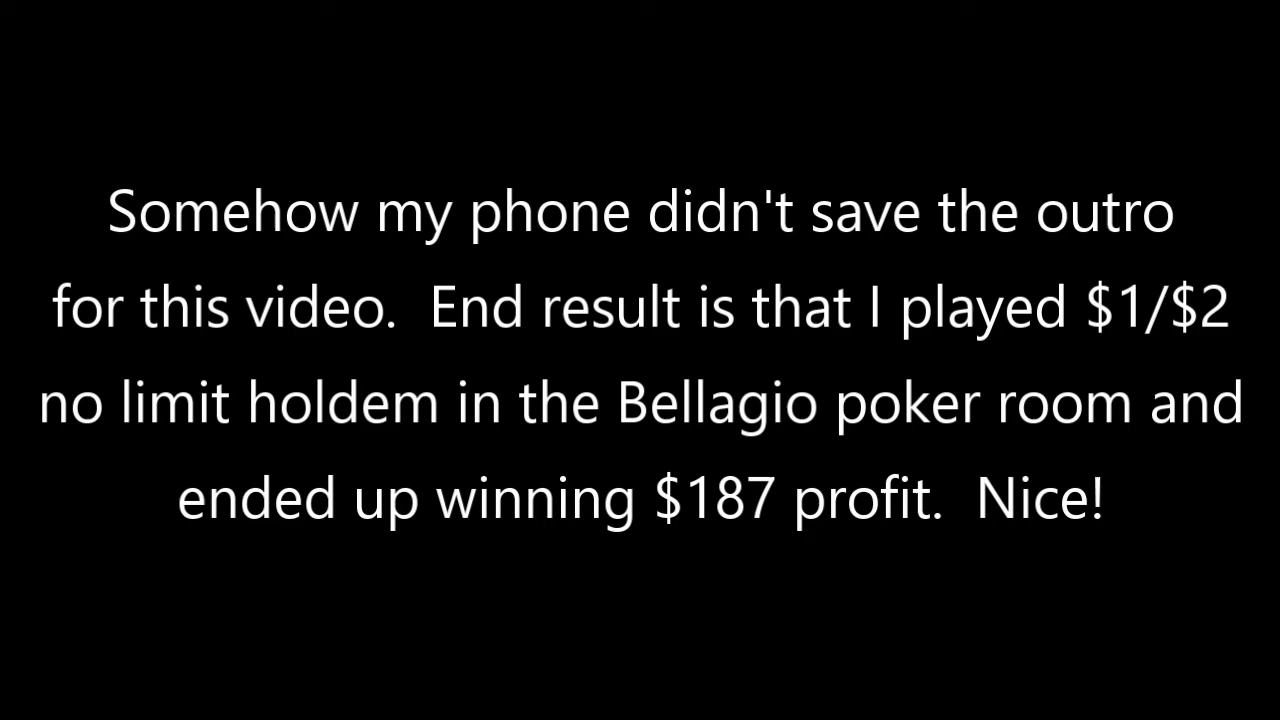 Somehow my phone didn't save the outro
for this video.  End result is that I played $1/$2
no limit holdem in the Bellagio poker room and
ended up winning $187 profit.  Nice!